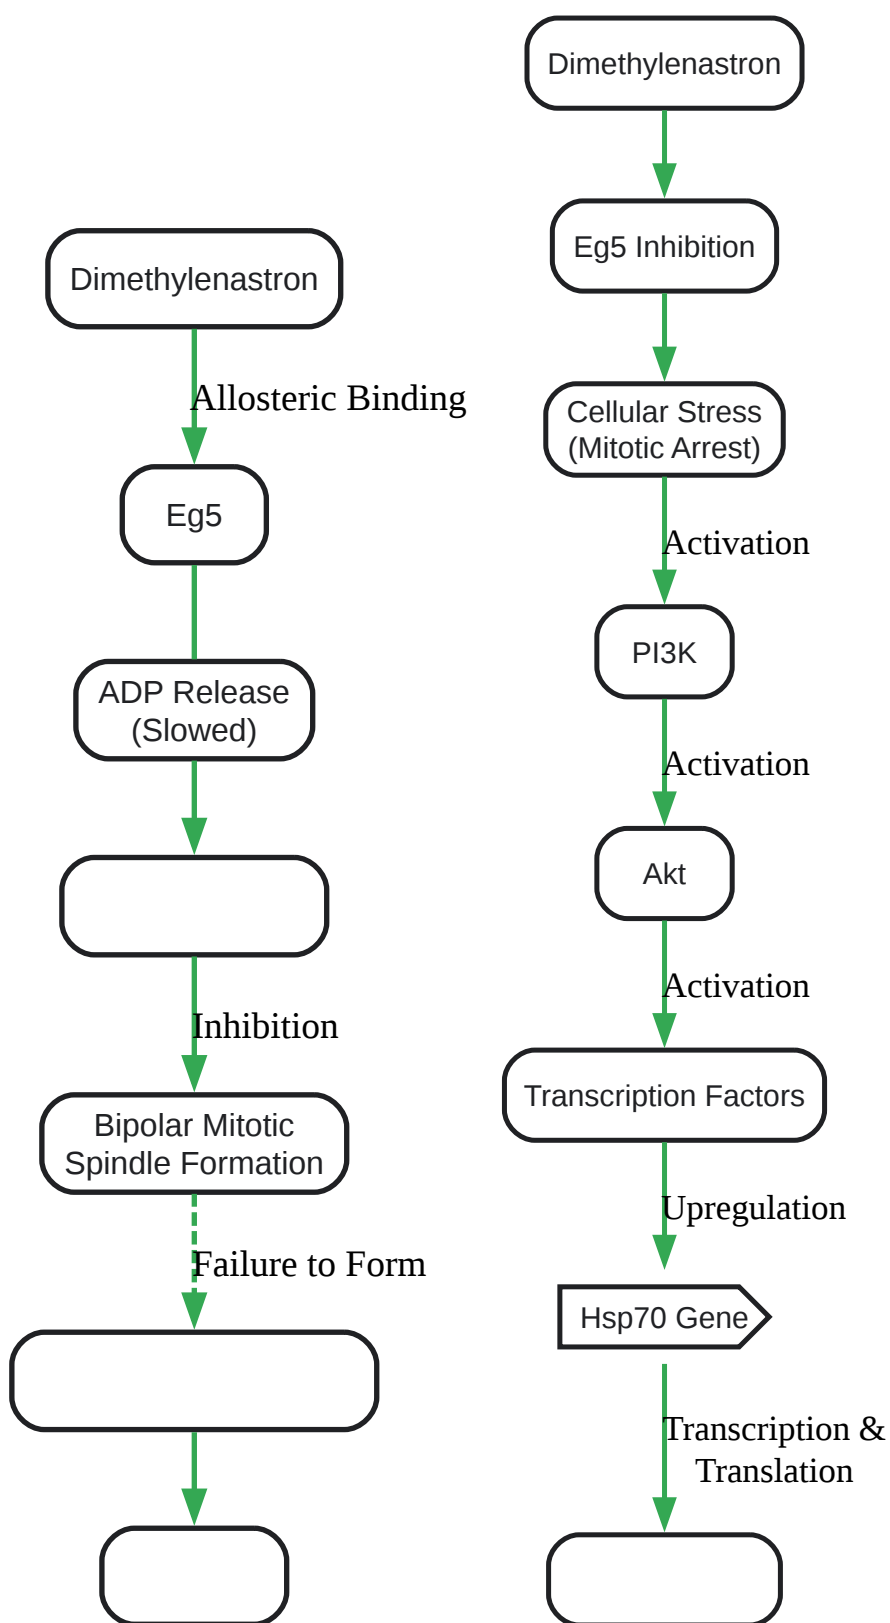 Dimethylenastron
Allosteric Binding
Eg5
ADP Release
(Slowed)
Inhibition
Bipolar Mitotic
Spindle Formation
Failure to Form
Dimethylenastron
Eg5 Inhibition
Cellular Stress
(Mitotic Arrest)
Activation
PI3K
Activation
Akt
Activation
Transcription Factors
Upregulation
Hsp70 Gene
Transcription &
Translation